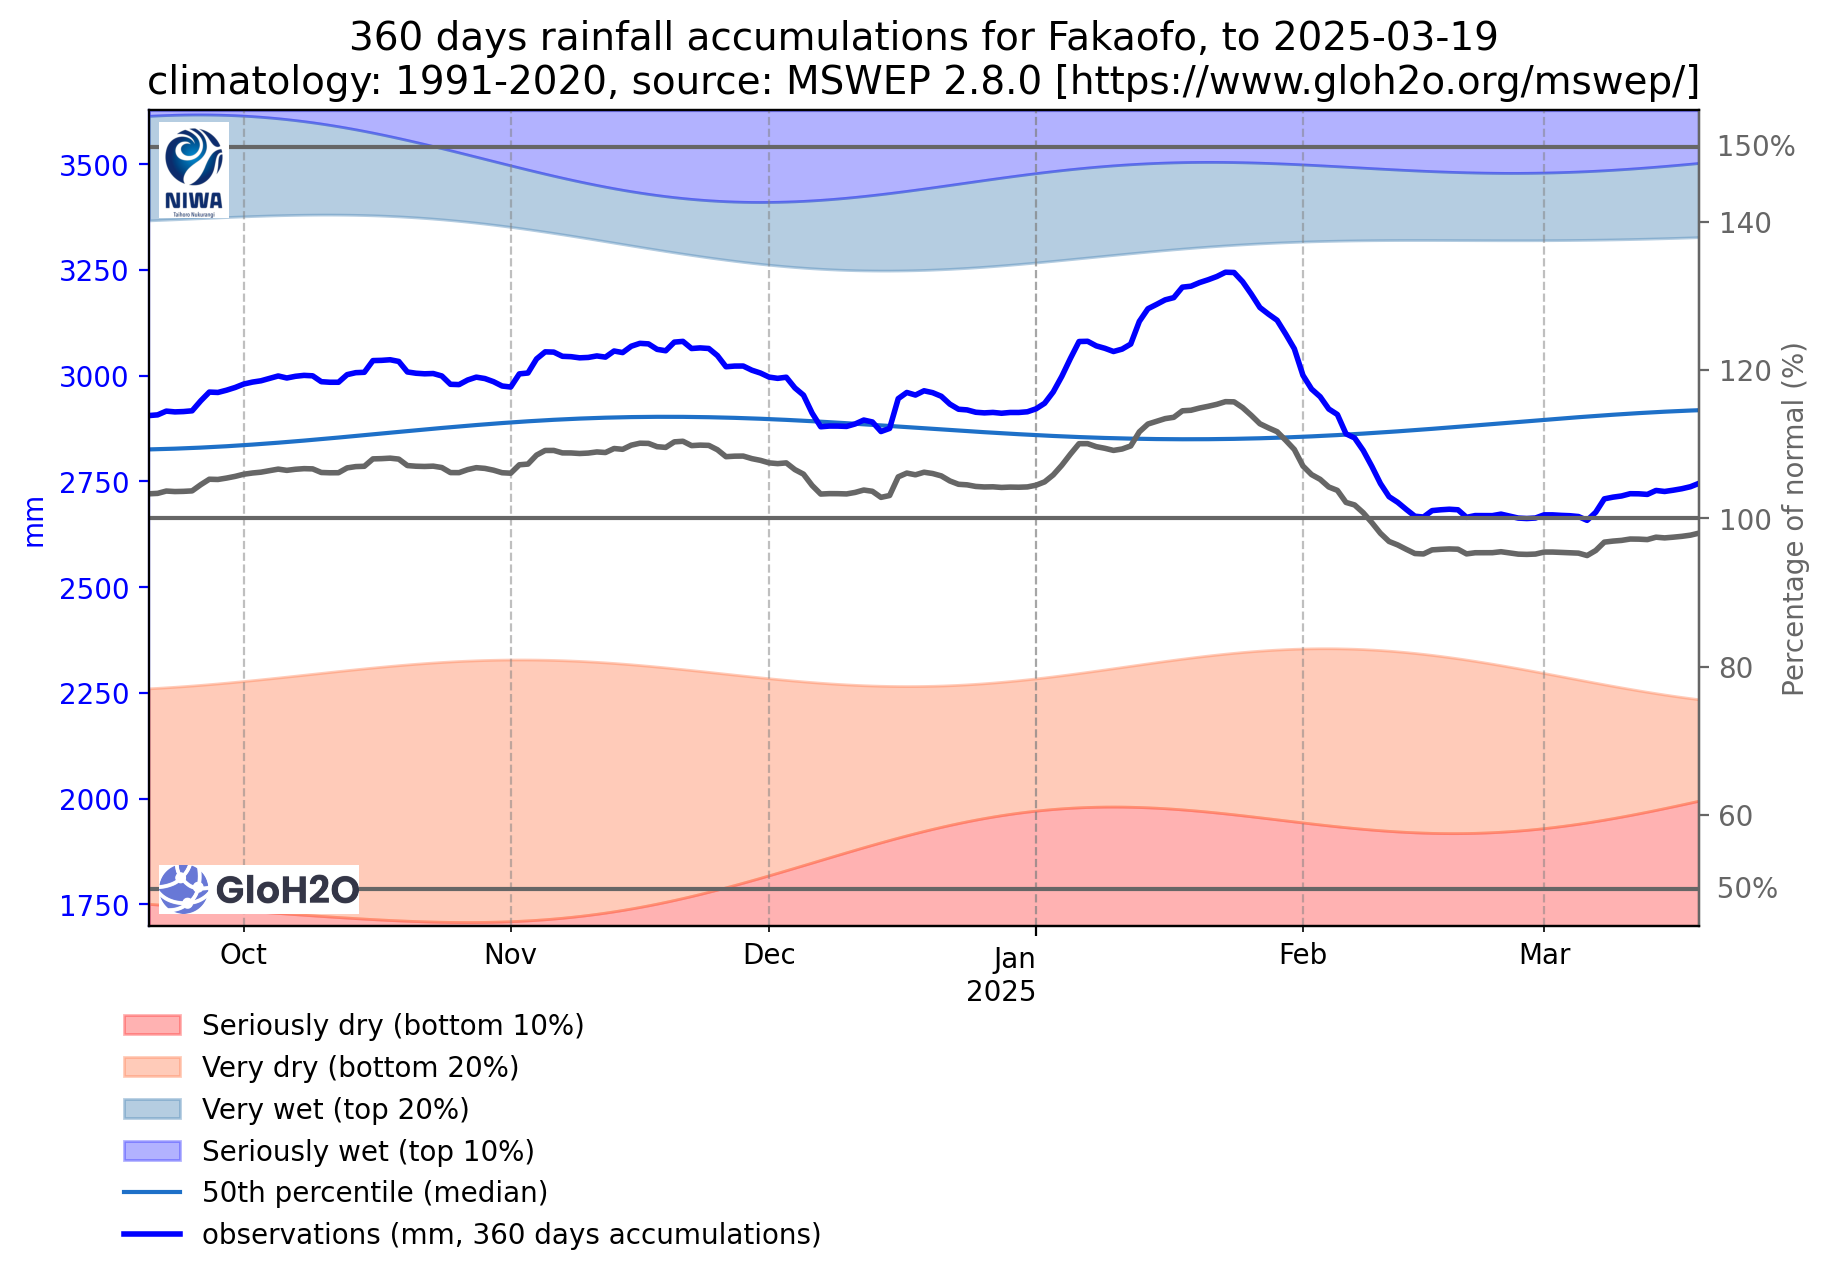 360 days rainfall accumulations for Fakaofo, to 2025-03-19
climatology: 1991-2020, source: MSWEP 2.8.0 [https://www.gloh2o.org/mswep/]
NIWA
Taihoro Nukurangi
3500
3250
3000
2750
2500
2250
2000
1750
mm
150%
140
120
100
80
60
50%
Percentage of normal (%)
GloH2O
Oct
Nov
Dec
Jan
2025
Feb
Mar
Seriously dry (bottom 10%)
Very dry (bottom 20%)
Very wet (top 20%)
Seriously wet (top 10%)
50th percentile (median)
observations (mm, 360 days accumulations)